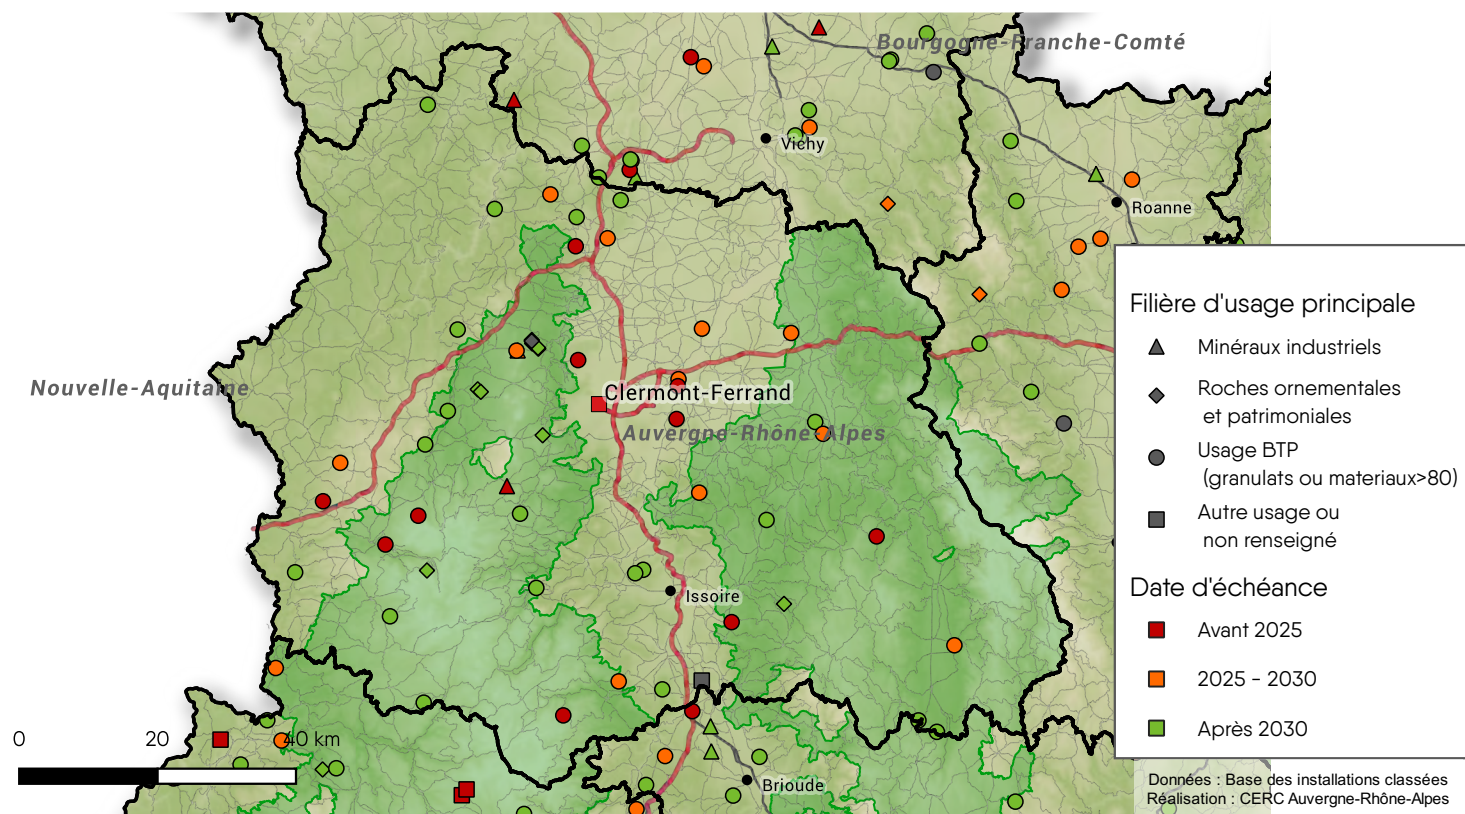 Bourgogne-Franche-Comté
Vichy
Roanne
Nouvelle-Aquitaine
Clermont-Ferrand
Auvergne-Rhône-Alpes
Issoire
Brioude
0 20 40 km
Filière d'usage principale
Minéraux industriels
Roches ornementales
et patrimoniales
Usage BTP
(granulats ou materiaux>80)
Autre usage ou
non renseigné
Date d'échéance
Avant 2025
2025 - 2030
Après 2030
Données : Base des installations classées
Réalisation : CERC Auvergne-Rhône-Alpes